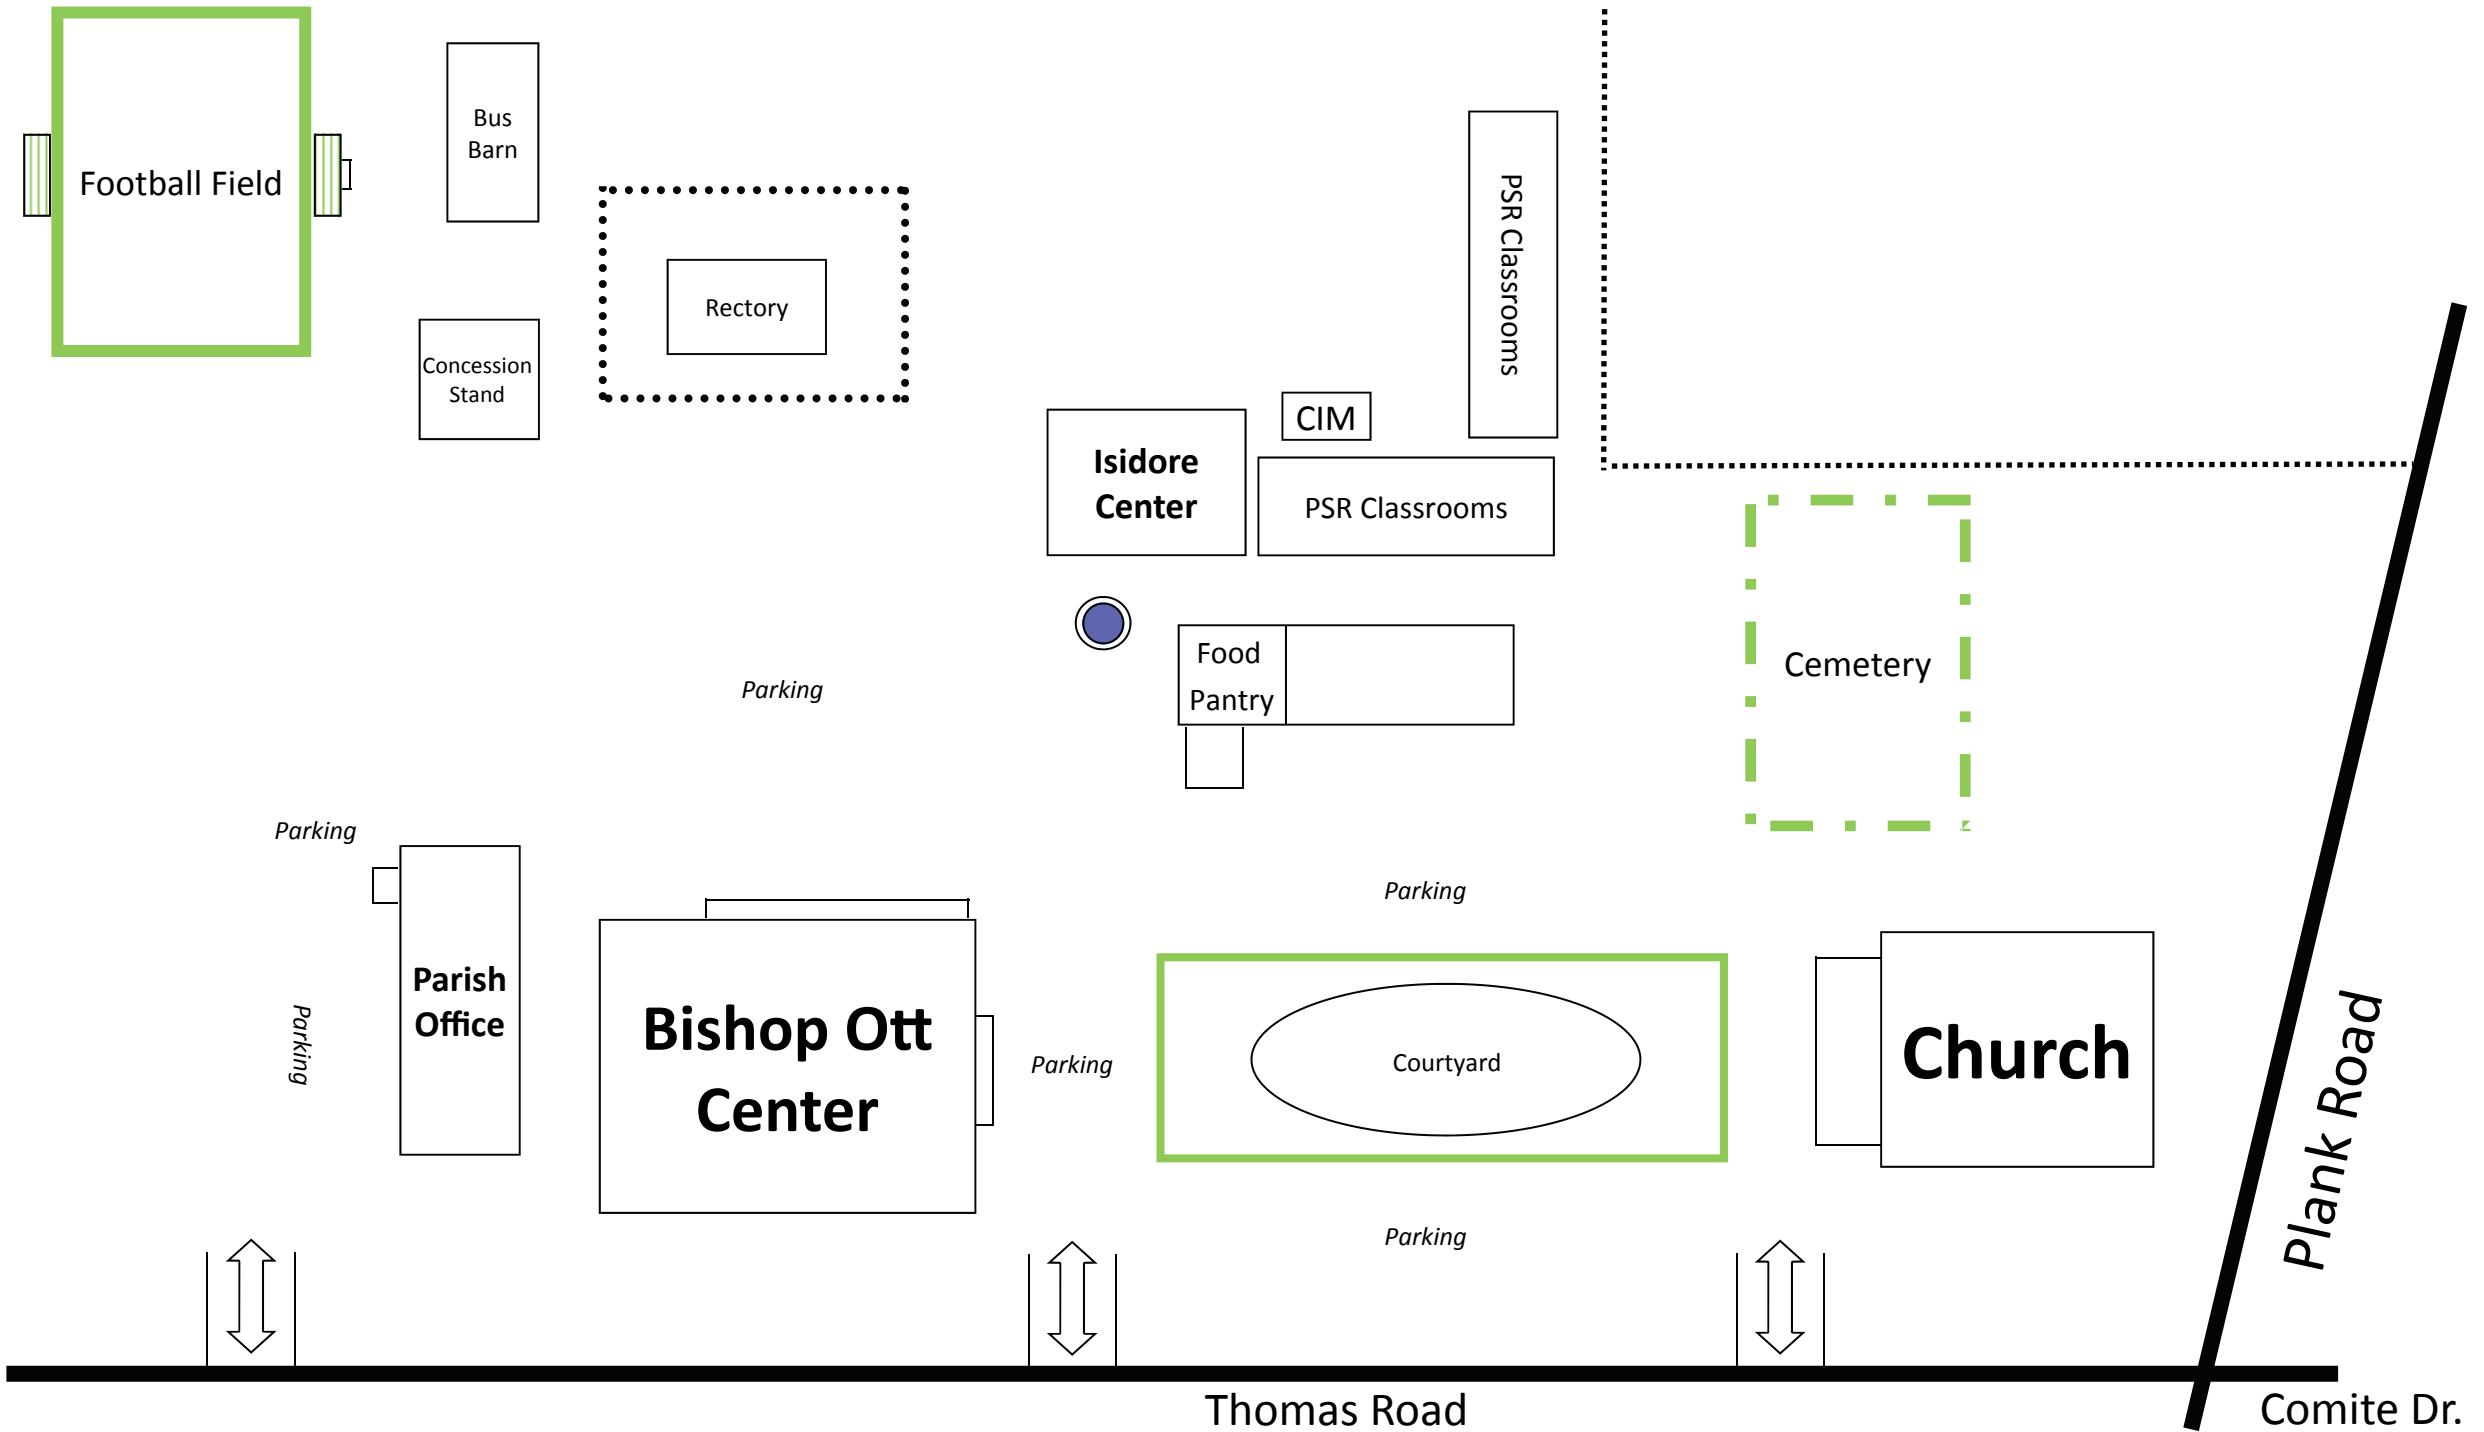 Bus
Barn
Football Field
PSR Classrooms
Rectory
Concession
Stand
CIM
Isidore
Center
PSR Classrooms
Food
Pantry
Cemetery
Parking
Parking
Parking
Parish
Office
Parking
Bishop Ott
Center
Parking
Courtyard
Church
Plank Road
Parking
Thomas Road
Comite Dr.